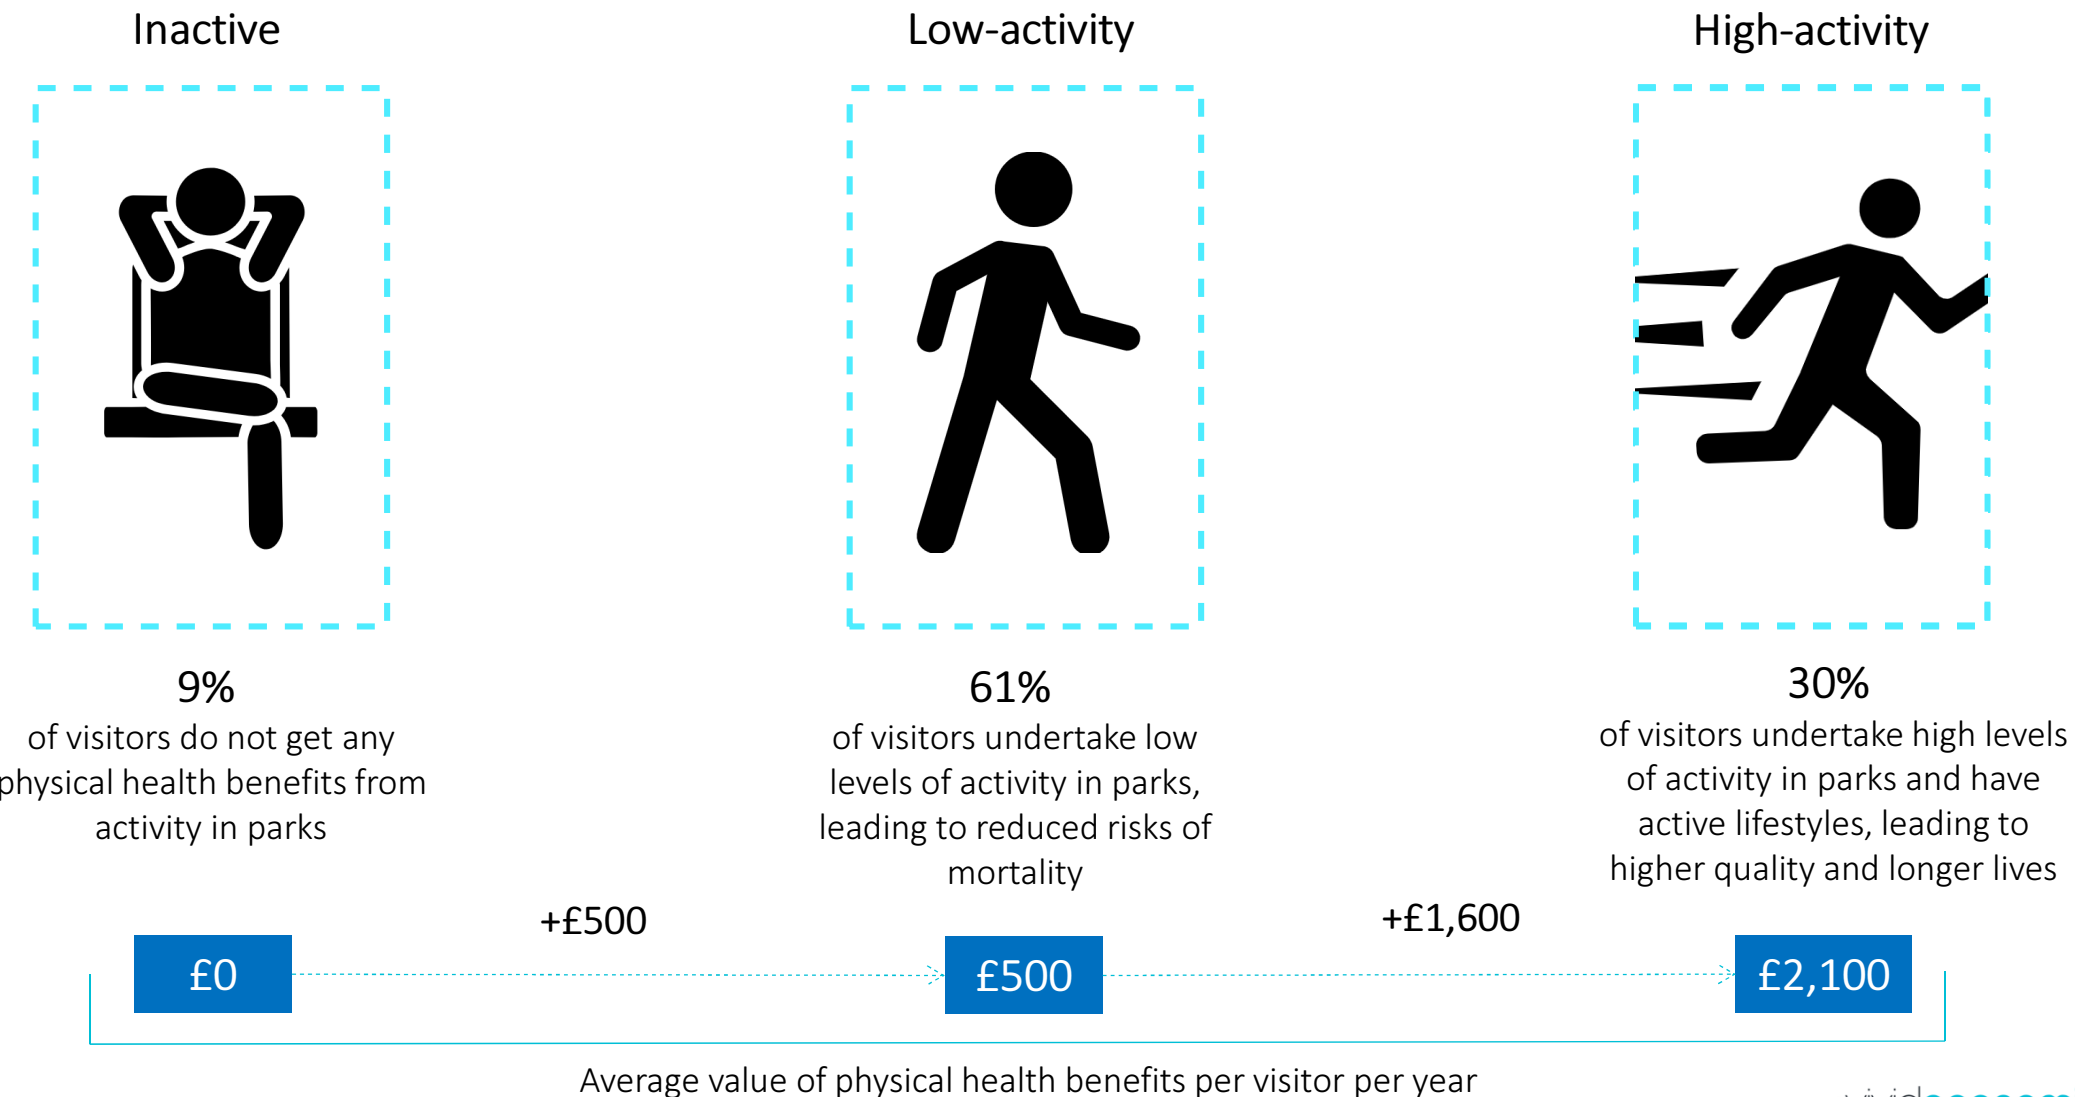 Inactive
Low-activity
High-activity
9%
of visitors do not get any
physical health benefits from
activity in parks
61%
of visitors undertake low
levels of activity in parks,
leading to reduced risks of
mortality
30%
of visitors undertake high levels
of activity in parks and have
active lifestyles, leading to
higher quality and longer lives
+£500
+£1,600
£0
£500
£2,100
Average value of physical health benefits per visitor per year